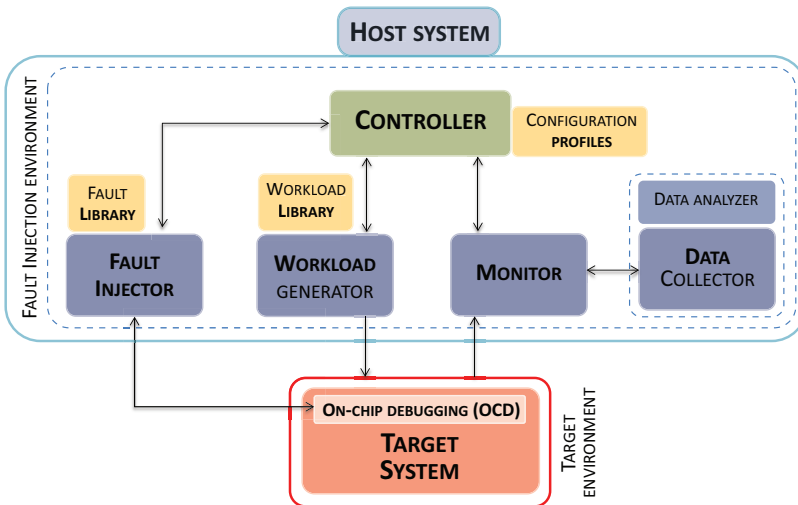 HOST SYSTEM
FAULT INJECTION ENVIRONMENT
CONTROLLER
CONFIGURATION
PROFILES
FAULT
LIBRARY
WORKLOAD
LIBRARY
DATA ANALYZER
FAULT
INJECTOR
WORKLOAD
GENERATOR
MONITOR
DATA
COLLECTOR
ON-CHIP DEBUGGING (OCD)
TARGET
SYSTEM
TARGET
ENVIRONMENT